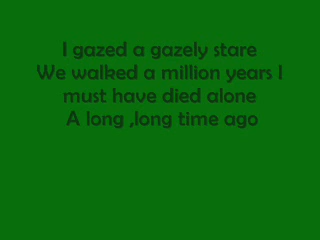 I gazed a gazely stare
We walked a million years I
must have died alone
A long ,long time ago